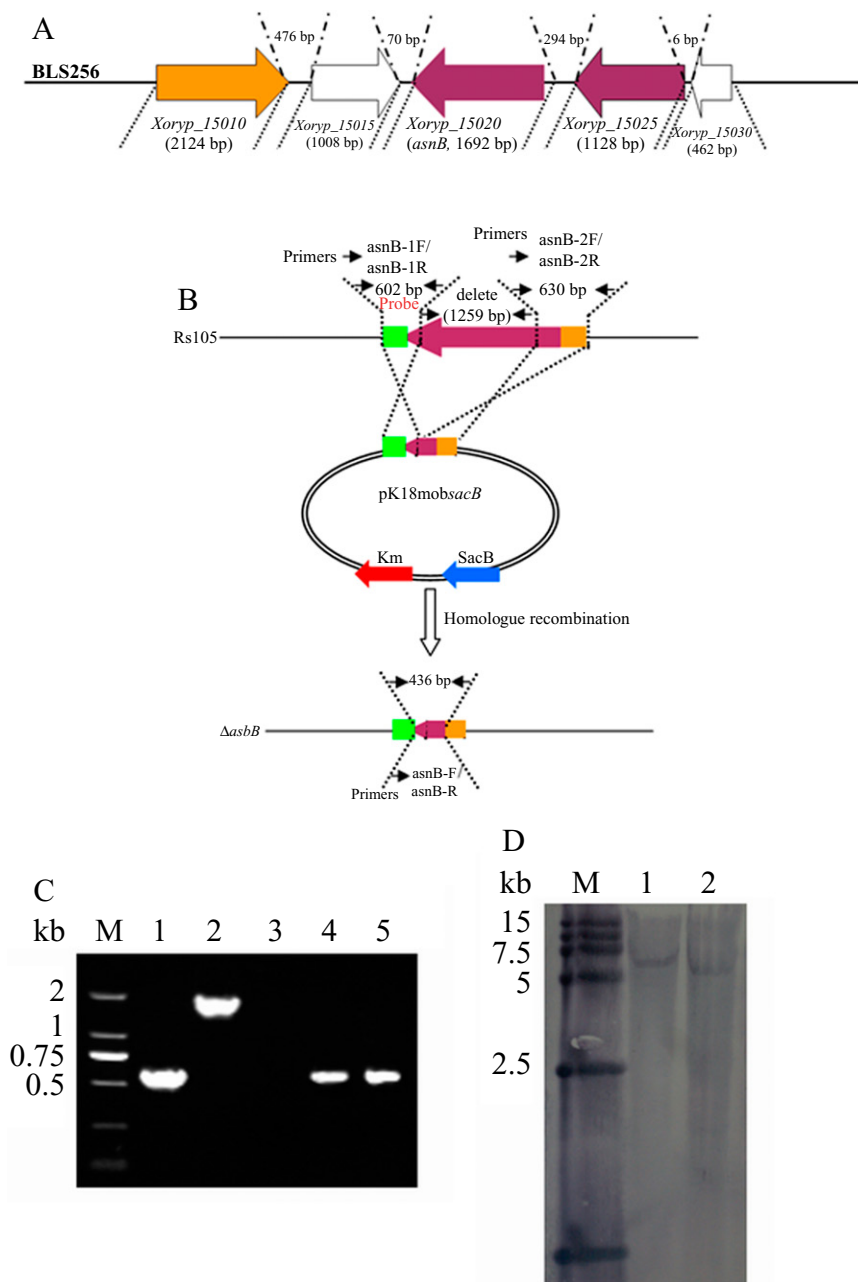 A
476 bp
70 bp
294 bp
6 bp
BLS256
Xoryp_15010
(2124 bp)
Xoryp_15015
(1008 bp)
Xoryp_15020
(asnB, 1692 bp)
Xoryp_15025
(1128 bp)
Xoryp_15030
(462 bp)
B
Primers
asnB-1F/
asnB-1R
Primers
asnB-2F/
asnB-2R
602 bp
delete
(1259 bp)
630 bp
Probe
Rs105
pK18mobsacB
Km
SacB
Homologue recombination
436 bp
ΔasbB
Primers
asnB-F/
asnB-R
C
kb M 1 2 3 4 5
2
1
0.75
0.5
D
kb M 1 2
15
7.5
5
2.5